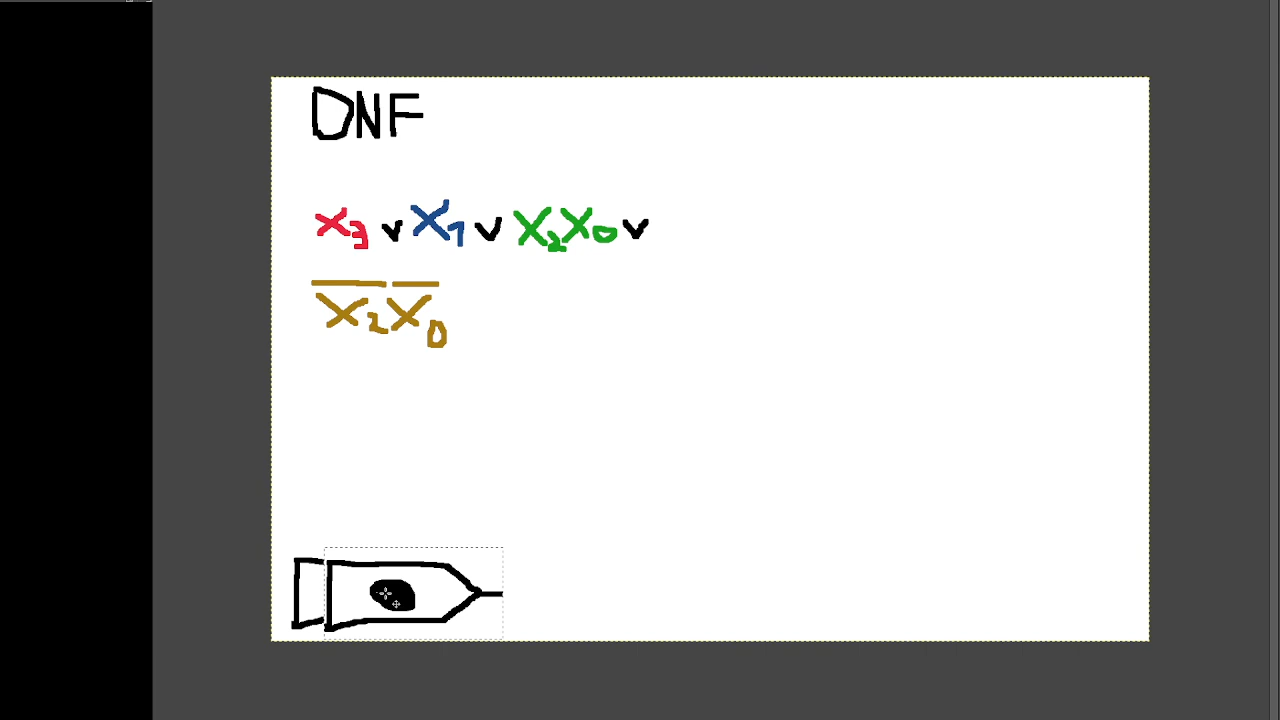 DNF
X₃ v X₁ v X₂X₀ v
X̅₂X̅₀